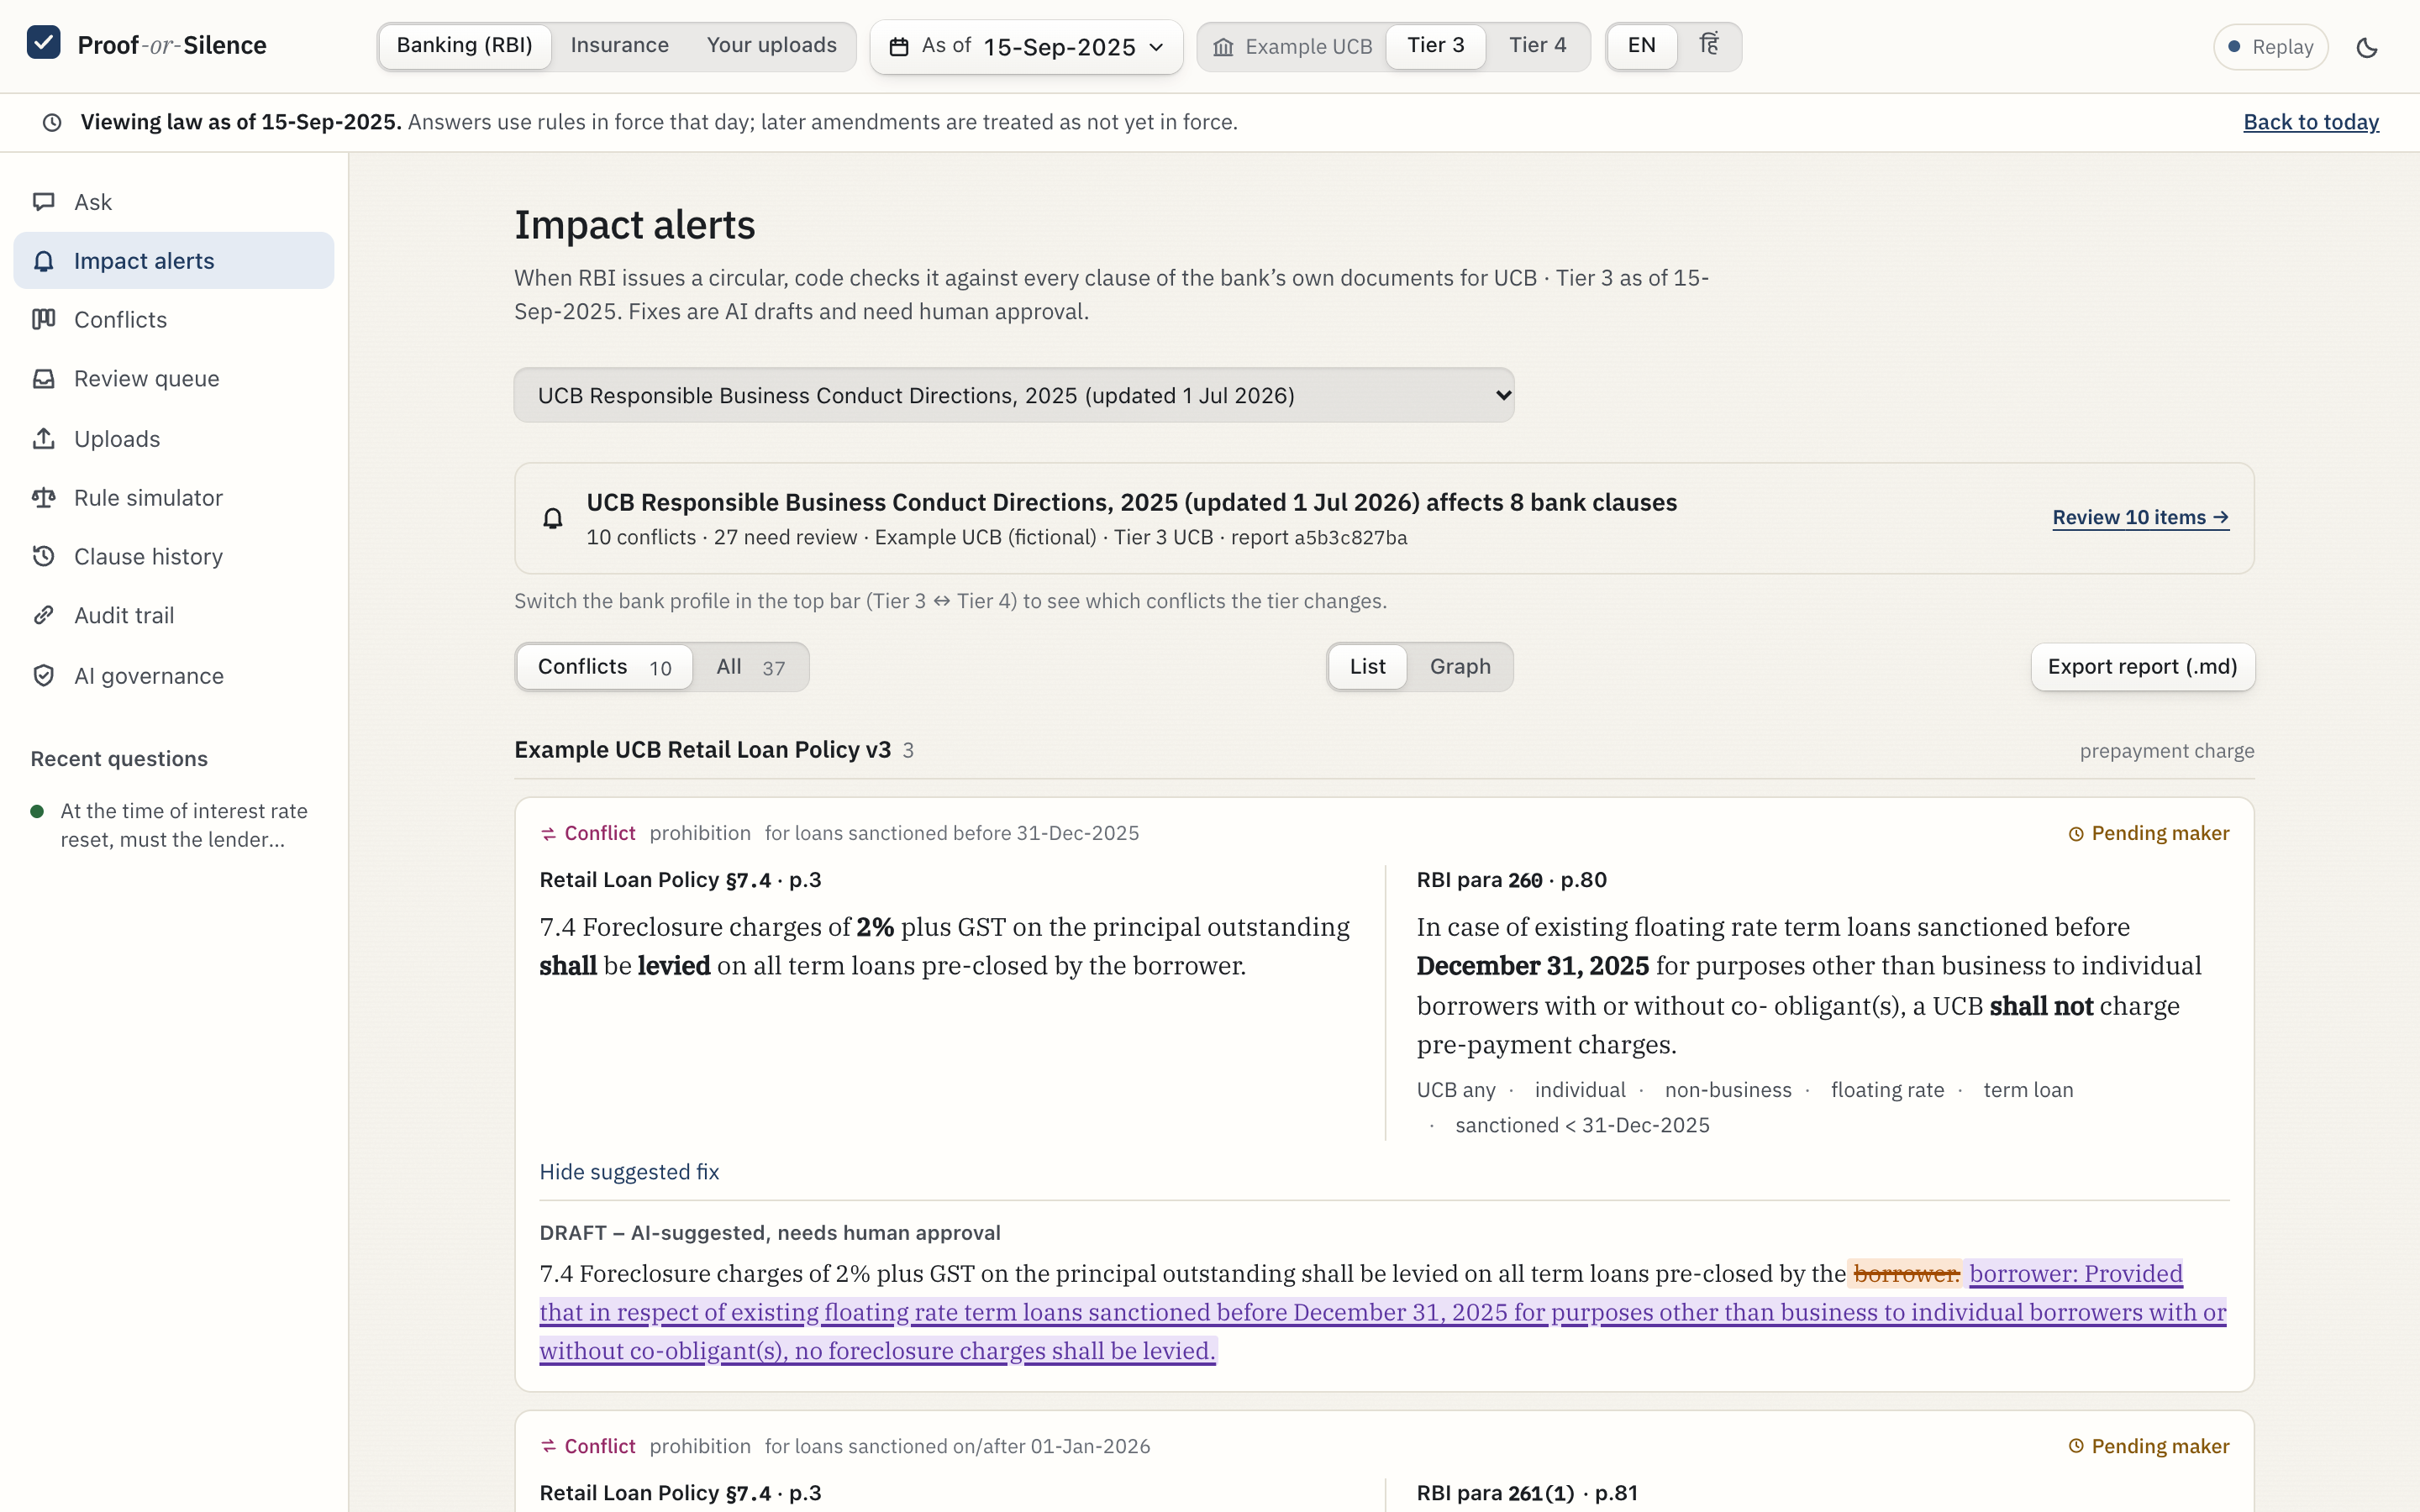 Proof-or-Silence
Banking (RBI) Insurance Your uploads
As of 15-Sep-2025
Example UCB Tier 3 Tier 4
EN हिं
Replay
Viewing law as of 15-Sep-2025. Answers use rules in force that day; later amendments are treated as not yet in force.
Back to today
Ask
Impact alerts
Conflicts
Review queue
Uploads
Rule simulator
Clause history
Audit trail
AI governance
Recent questions
At the time of interest rate
reset, must the lender...
Impact alerts
When RBI issues a circular, code checks it against every clause of the bank’s own documents for UCB · Tier 3 as of 15-
Sep-2025. Fixes are AI drafts and need human approval.
UCB Responsible Business Conduct Directions, 2025 (updated 1 Jul 2026)
UCB Responsible Business Conduct Directions, 2025 (updated 1 Jul 2026) affects 8 bank clauses
10 conflicts · 27 need review · Example UCB (fictional) · Tier 3 UCB · report a5b3c827ba
Review 10 items →
Switch the bank profile in the top bar (Tier 3 ↔ Tier 4) to see which conflicts the tier changes.
Conflicts 10 All 37
List Graph
Export report (.md)
Example UCB Retail Loan Policy v3 3
prepayment charge
Conflict prohibition for loans sanctioned before 31-Dec-2025
Pending maker
Retail Loan Policy §7.4 · p.3
7.4 Foreclosure charges of 2% plus GST on the principal outstanding
shall be levied on all term loans pre-closed by the borrower.
RBI para 260 · p.80
In case of existing floating rate term loans sanctioned before
December 31, 2025 for purposes other than business to individual
borrowers with or without co- obligant(s), a UCB shall not charge
pre-payment charges.
UCB any · individual · non-business · floating rate · term loan
· sanctioned < 31-Dec-2025
Hide suggested fix
DRAFT – AI-suggested, needs human approval
7.4 Foreclosure charges of 2% plus GST on the principal outstanding shall be levied on all term loans pre-closed by the borrower. borrower: Provided
that in respect of existing floating rate term loans sanctioned before December 31, 2025 for purposes other than business to individual borrowers with or
without co-obligant(s), no foreclosure charges shall be levied.
Conflict prohibition for loans sanctioned on/after 01-Jan-2026
Pending maker
Retail Loan Policy §7.4 · p.3
RBI para 261(1) · p.81